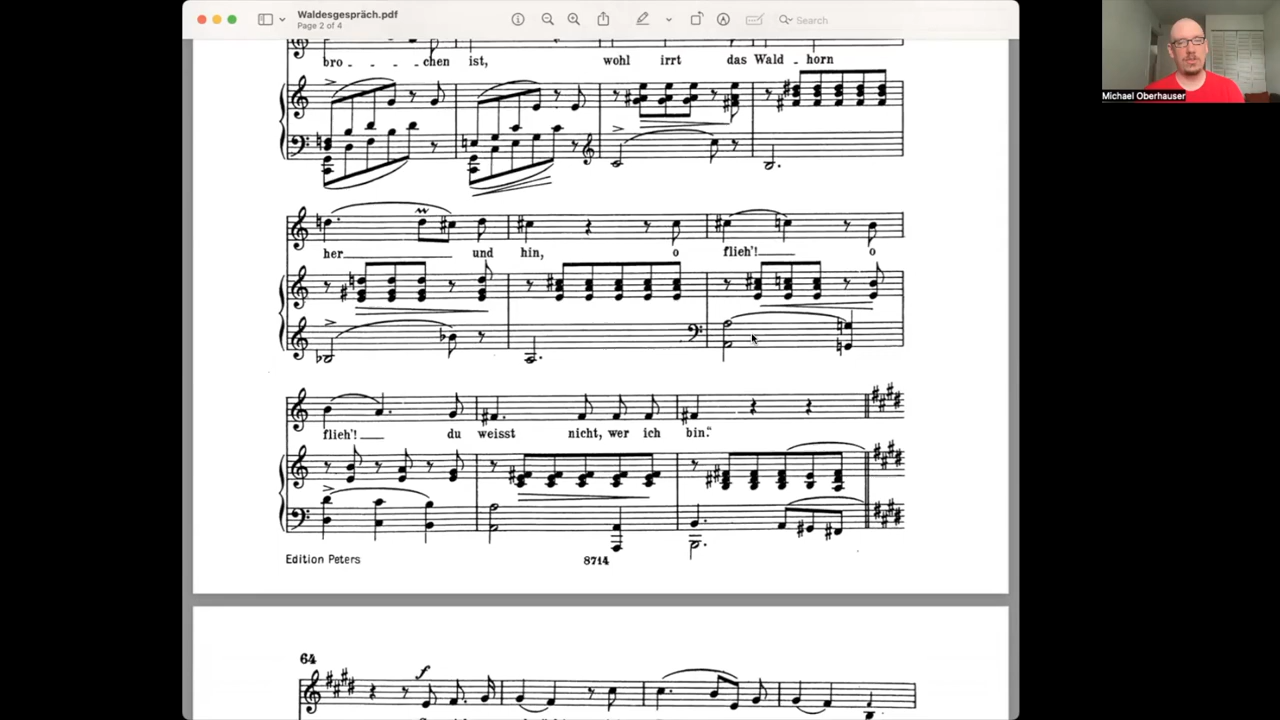 Waldesgespräch.pdf
Page 2 of 4
Search
Michael Oberhauser
bro - - - - chen ist, wohl irrt das Wald - horn
her und hin, o flieh'! o
flieh'! du weisst nicht, wer ich bin."
Edition Peters 8714
64
f